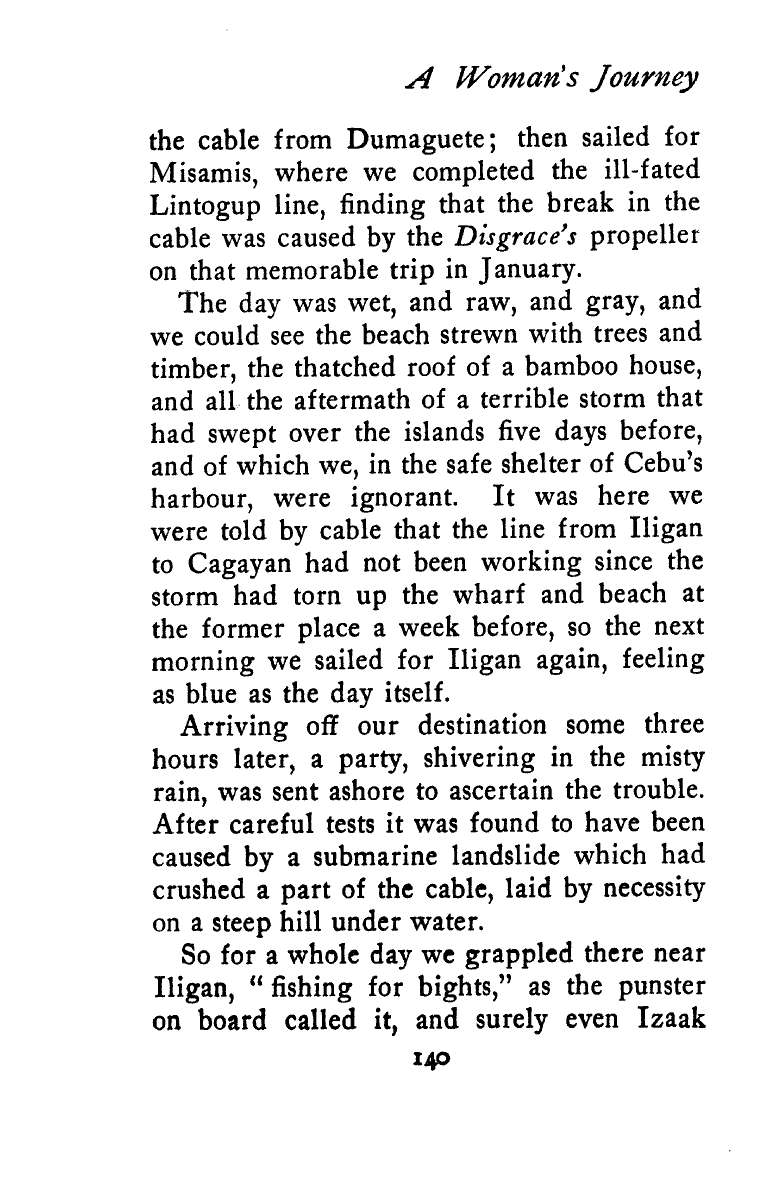 A Woman's Journey
the cable from Dumaguete; then sailed for
Misamis, where we completed the ill-fated
Lintogup line, finding that the break in the
cable was caused by the Disgrace's propeller
on that memorable trip in January.
The day was wet, and raw, and gray, and
we could see the beach strewn with trees and
timber, the thatched roof of a bamboo house,
and all the aftermath of a terrible storm that
had swept over the islands five days before,
and of which we, in the safe shelter of Cebu's
harbour, were ignorant. It was here we
were told by cable that the line from Iligan
to Cagayan had not been working since the
storm had torn up the wharf and beach at
the former place a week before, so the next
morning we sailed for Iligan again, feeling
as blue as the day itself.
Arriving off our destination some three
hours later, a party, shivering in the misty
rain, was sent ashore to ascertain the trouble.
After careful tests it was found to have been
caused by a submarine landslide which had
crushed a part of the cable, laid by necessity
on a steep hill under water.
So for a whole day we grappled there near
Iligan, “ fishing for bights,” as the punster
on board called it, and surely even Izaak
140